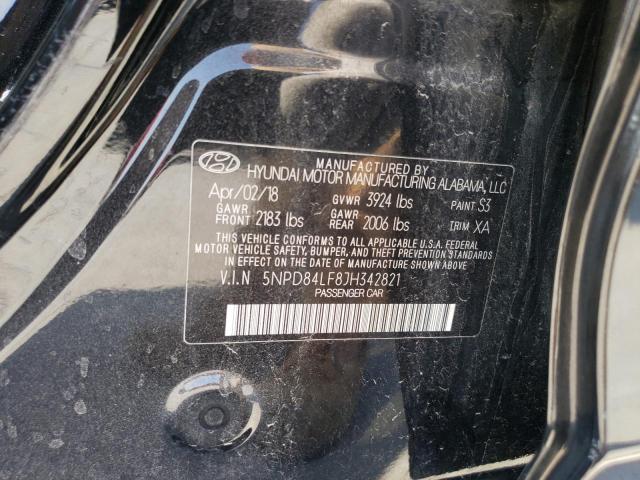 MANUFACTURED BY
HYUNDAI MOTOR MANUFACTURING ALABAMA, LLC
Apr/02/18 GVWR 3924 lbs PAINT S3
GAWR FRONT 2183 lbs GAWR REAR 2006 lbs TRIM XA
THIS VEHICLE CONFORMS TO ALL APPLICABLE U.S.A. FEDERAL
MOTOR VEHICLE SAFETY, BUMPER, AND THEFT PREVENTION STANDARDS
IN EFFECT ON THE DATE OF MANUFACTURE SHOWN ABOVE.
V.I.N 5NPD84LF8JH342821
PASSENGER CAR